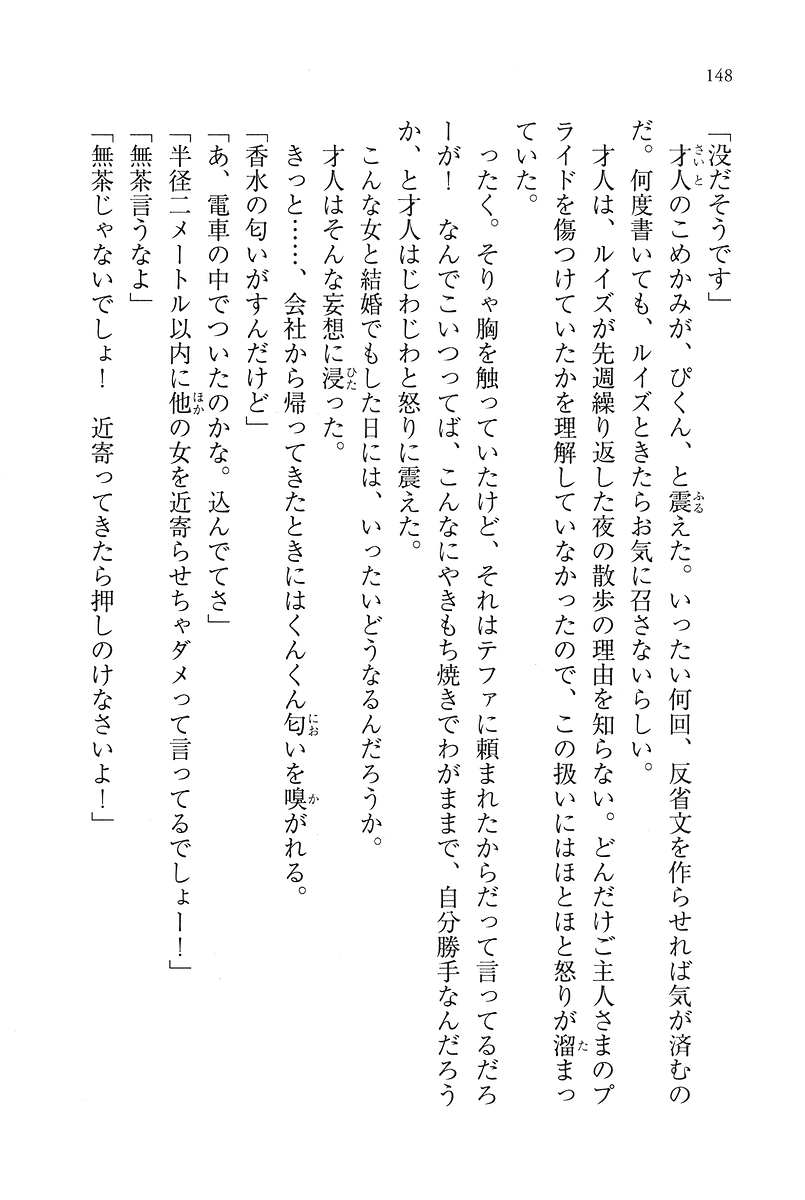 148
「没だそうです」
　才人のこめかみが、ぴくん、と震えた。いったい何回、反省文を作らせれば気が済むの
だ。何度書いても、ルイズときたらお気に召さないらしい。
　才人は、ルイズが先週繰り返した夜の散歩の理由を知らない。どんだけご主人さまのプ
ライドを傷つけていたかを理解していなかったので、この扱いにはほとほと怒りが溜まっ
ていた。
　ったく。そりゃ胸を触っていたけど、それはテファに頼まれたからだって言ってるだろ
ーが！　なんでこいつってば、こんなにやきもち焼きでわがままで、自分勝手なんだろう
か、と才人はじわじわと怒りに震えた。
　こんな女と結婚でもした日には、いったいどうなるんだろうか。
　才人はそんな妄想に浸った。
　きっと……、会社から帰ってきたときにはくんくん匂いを嗅がれる。
「香水の匂いがすんだけど」
「あ、電車の中でついたのかな。込んでてさ」
「半径二メートル以内に他の女を近寄らせちゃダメって言ってるでしょー！」
「無茶言うなよ」
「無茶じゃないでしょ！　近寄ってきたら押しのけなさいよ！」